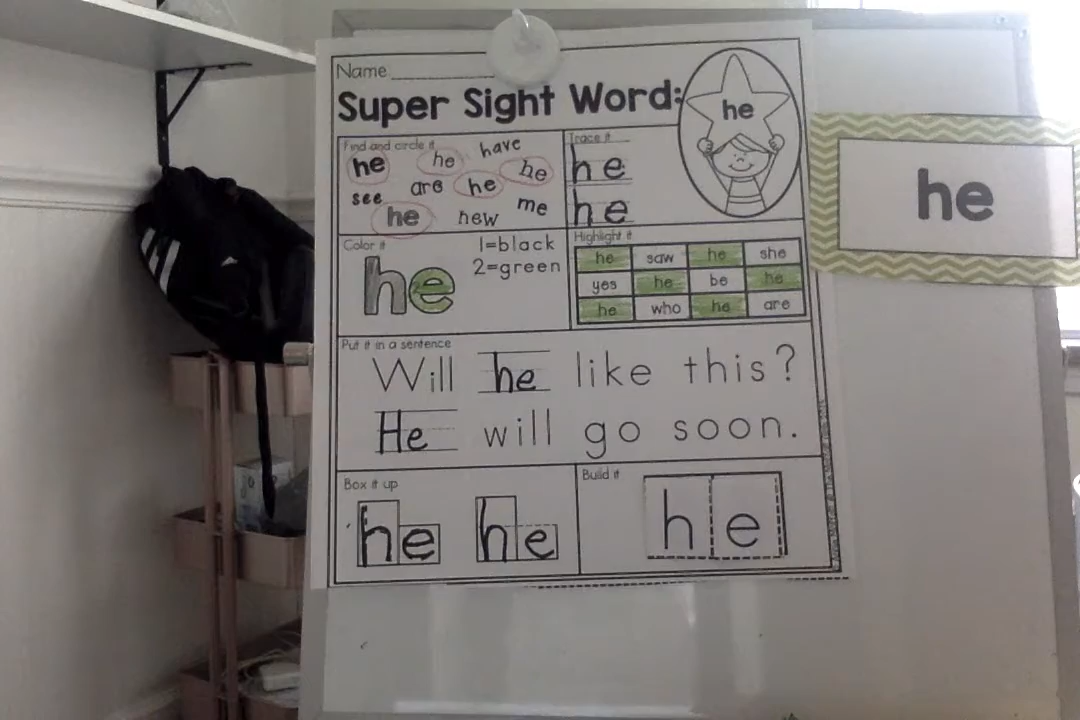 Name
Super Sight Word:
he
Find and circle it
he he have he
see are he me
he new
Trace it
he
he
Color it
1=black
2=green
he
Highlight it
he saw he she
yes he be he
he who he are
Put it in a sentence
Will he like this?
He will go soon.
Box it up
he he
Build it
h e
he